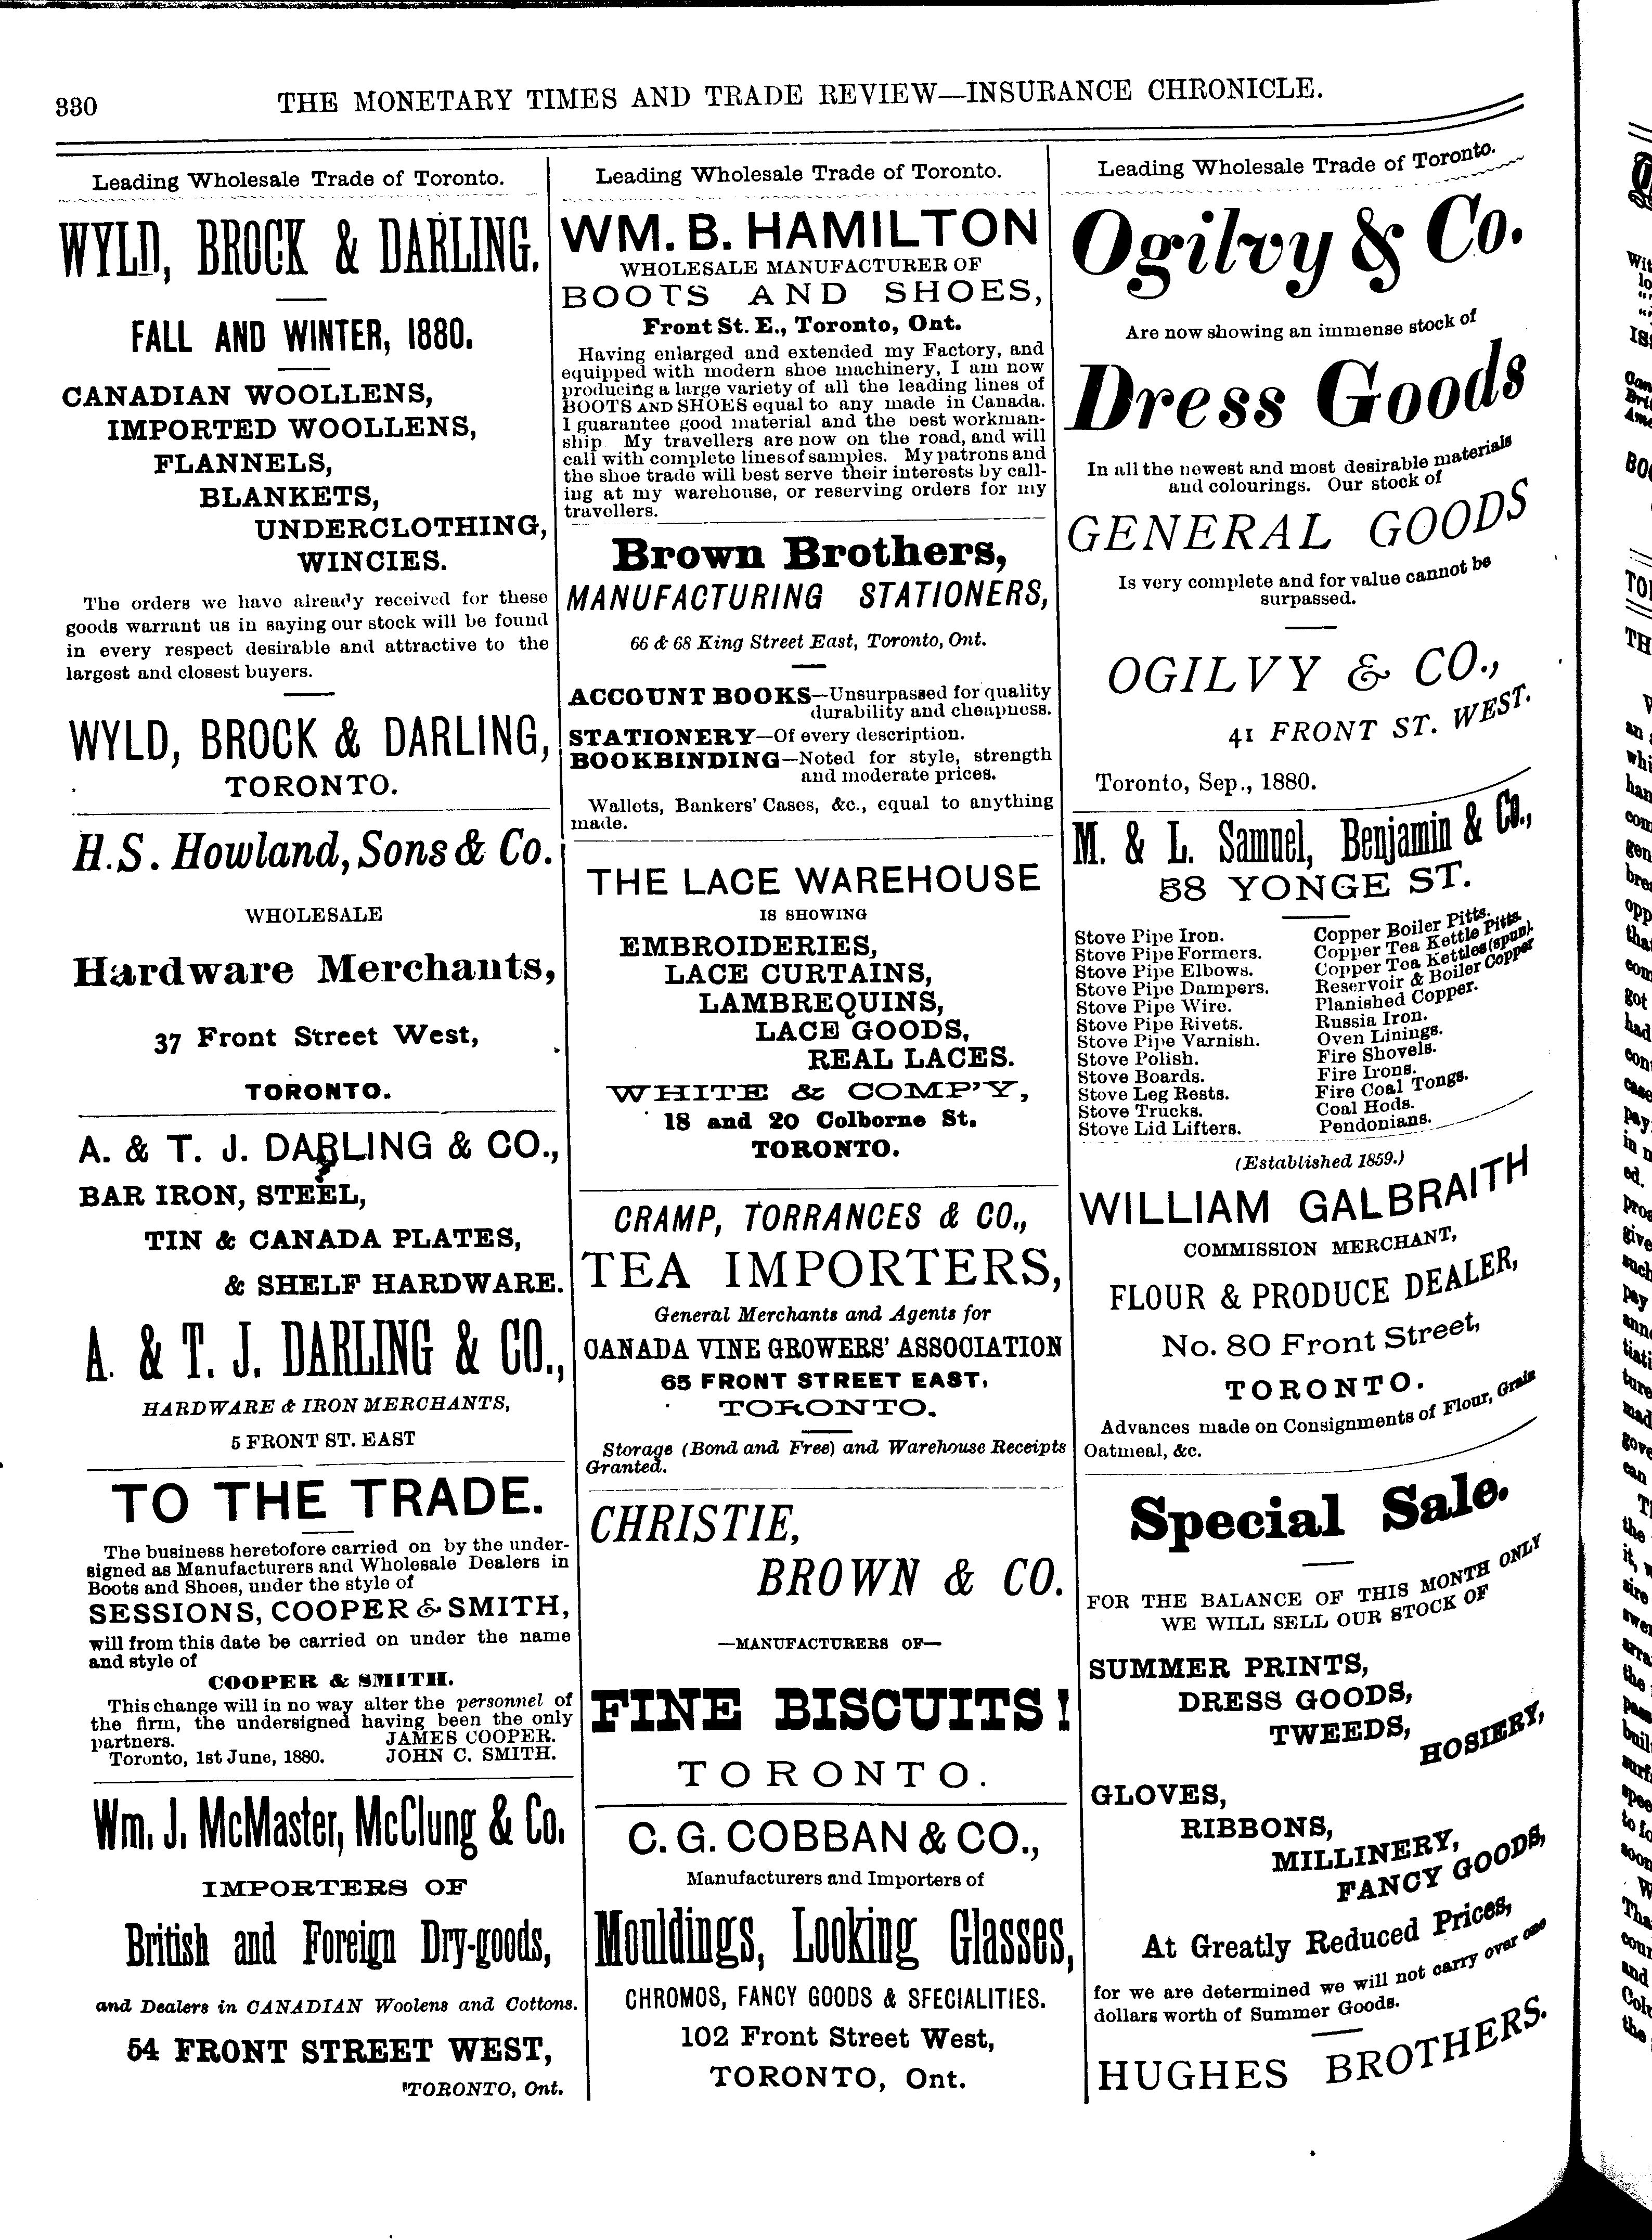 330
THE MONETARY TIMES AND TRADE REVIEW—INSURANCE CHRONICLE.
Leading Wholesale Trade of Toronto.
WYLD, BROCK & DARLING.
FALL AND WINTER, 1880.
CANADIAN WOOLLENS,
IMPORTED WOOLLENS,
FLANNELS,
BLANKETS,
UNDERCLOTHING,
WINCIES.
The orders we have already received for these
goods warrant us in saying our stock will be found
in every respect desirable and attractive to the
largest and closest buyers.
WYLD, BROCK & DARLING,
TORONTO.
H.S. Howland, Sons & Co.
WHOLESALE
Hardware Merchants,
37 Front Street West,
TORONTO.
A. & T. J. DARLING & CO.,
BAR IRON, STEEL,
TIN & CANADA PLATES,
& SHELF HARDWARE.
A. & T. J. DARLING & CO.,
HARDWARE & IRON MERCHANTS,
5 FRONT ST. EAST
TO THE TRADE.
The business heretofore carried on by the under-
signed as Manufacturers and Wholesale Dealers in
Boots and Shoes, under the style of
SESSIONS, COOPER & SMITH,
will from this date be carried on under the name
and style of
COOPER & SMITH.
This change will in no way alter the personnel of
the firm, the undersigned having been the only
partners. JAMES COOPER.
Toronto, 1st June, 1880. JOHN C. SMITH.
Wm. J. McMaster, McClung & Co.
IMPORTERS OF
British and Foreign Dry-goods,
and Dealers in CANADIAN Woolens and Cottons.
54 FRONT STREET WEST,
TORONTO, Ont.
Leading Wholesale Trade of Toronto.
WM. B. HAMILTON
WHOLESALE MANUFACTURER OF
BOOTS AND SHOES,
Front St. E., Toronto, Ont.
Having enlarged and extended my Factory, and
equipped with modern shoe machinery, I am now
producing a large variety of all the leading lines of
BOOTS AND SHOES equal to any made in Canada.
I guarantee good material and the best workman-
ship My travellers are now on the road, and will
call with complete lines of samples. My patrons and
the shoe trade will best serve their interests by call-
ing at my warehouse, or reserving orders for my
travellers.
Brown Brothers,
MANUFACTURING STATIONERS,
66 & 68 King Street East, Toronto, Ont.
ACCOUNT BOOKS—Unsurpassed for quality
durability and cheapness.
STATIONERY—Of every description.
BOOKBINDING—Noted for style, strength
and moderate prices.
Wallets, Bankers' Cases, &c., equal to anything
made.
THE LACE WAREHOUSE
IS SHOWING
EMBROIDERIES,
LACE CURTAINS,
LAMBREQUINS,
LACE GOODS,
REAL LACES.
WHITE & COMP'Y,
18 and 20 Colborne St.
TORONTO.
CRAMP, TORRANCES & CO.,
TEA IMPORTERS,
General Merchants and Agents for
CANADA VINE GROWERS' ASSOCIATION
65 FRONT STREET EAST,
TORONTO.
Storage (Bond and Free) and Warehouse Receipts
Granted.
CHRISTIE,
BROWN & CO.
—MANUFACTURERS OF—
FINE BISCUITS!
TORONTO.
C. G. COBBAN & CO.,
Manufacturers and Importers of
Mouldings, Looking Glasses,
CHROMOS, FANCY GOODS & SPECIALITIES.
102 Front Street West,
TORONTO, Ont.
Leading Wholesale Trade of Toronto.
Ogilvy & Co.
Are now showing an immense stock of
Dress Goods
In all the newest and most desirable materials
and colourings. Our stock of
GENERAL GOODS
Is very complete and for value cannot be
surpassed.
OGILVY & CO.,
41 FRONT ST. WEST.
Toronto, Sep., 1880.
M. & L. Samuel, Benjamin & Co.,
58 YONGE ST.
Stove Pipe Iron.
Stove Pipe Formers.
Stove Pipe Elbows.
Stove Pipe Dampers.
Stove Pipe Wire.
Stove Pipe Rivets.
Stove Pipe Varnish.
Stove Polish.
Stove Boards.
Stove Leg Rests.
Stove Trucks.
Stove Lid Lifters.
Copper Boiler Pitts.
Copper Tea Kettle Pitts.
Copper Tea Kettles (spun).
Reservoir & Boiler Copper
Planished Copper.
Russia Iron.
Oven Linings.
Fire Shovels.
Fire Irons.
Fire Coal Tongs.
Coal Hods.
Pendonians.
(Established 1859.)
WILLIAM GALBRAITH
COMMISSION MERCHANT,
FLOUR & PRODUCE DEALER,
No. 80 Front Street,
TORONTO.
Advances made on Consignments of Flour, Grain
Oatmeal, &c.
Special Sale.
FOR THE BALANCE OF THIS MONTH ONLY
WE WILL SELL OUR STOCK OF
SUMMER PRINTS,
DRESS GOODS,
TWEEDS,
HOSIERY,
GLOVES,
RIBBONS,
MILLINERY,
FANCY GOODS,
At Greatly Reduced Prices,
for we are determined we will not carry over one
dollars worth of Summer Goods.
HUGHES BROTHERS.